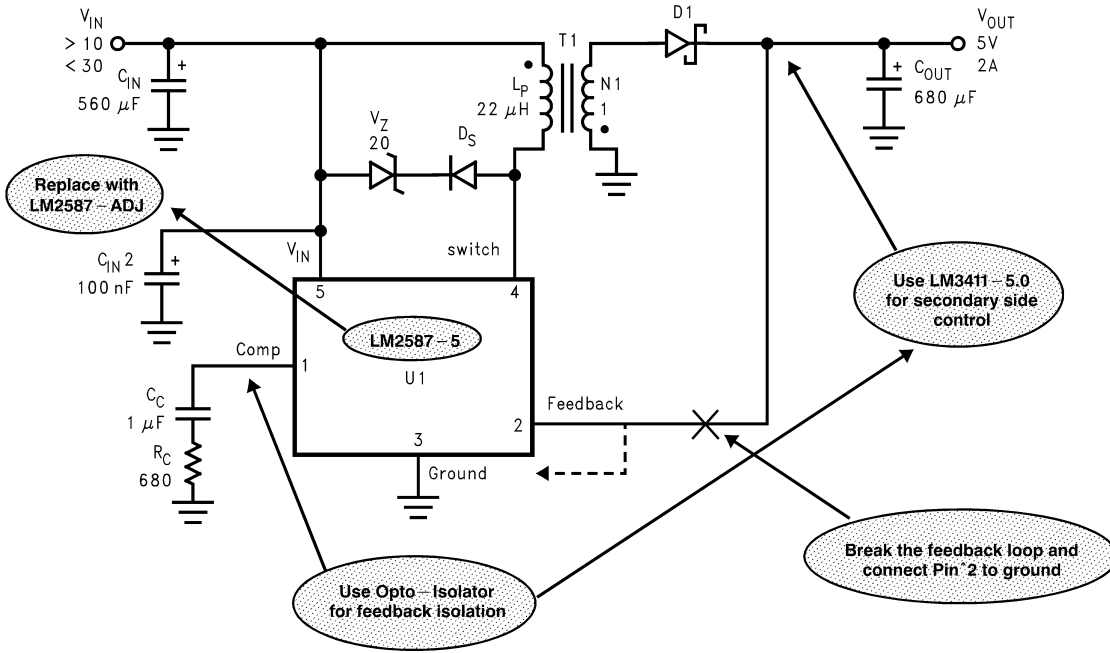 V_IN
> 10
< 30
C_IN
560 μF
+
T1
L_P
22 μH
N1
1
D1
V_OUT
5V
2A
C_OUT
680 μF
+
V_Z
20
D_S
Replace with
LM2587–ADJ
C_IN 2
100 nF
+
V_IN
switch
5
4
LM2587–5
U1
Comp
1
C_C
1 μF
R_C
680
3
Ground
2
Feedback
Use LM3411–5.0
for secondary side
control
Use Opto–Isolator
for feedback isolation
Break the feedback loop and
connect Pin^2 to ground